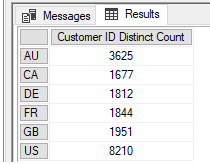 Messages Results
Customer ID Distinct Count
AU 3625
CA 1677
DE 1812
FR 1844
GB 1951
US 8210